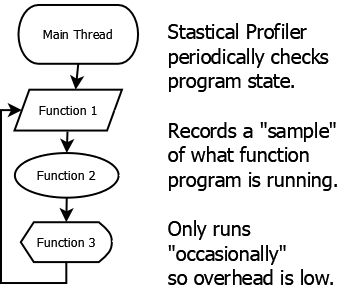 Main Thread
Function 1
Function 2
Function 3
Stastical Profiler
periodically checks
program state.
Records a "sample"
of what function
program is running.
Only runs
"occasionally"
so overhead is low.